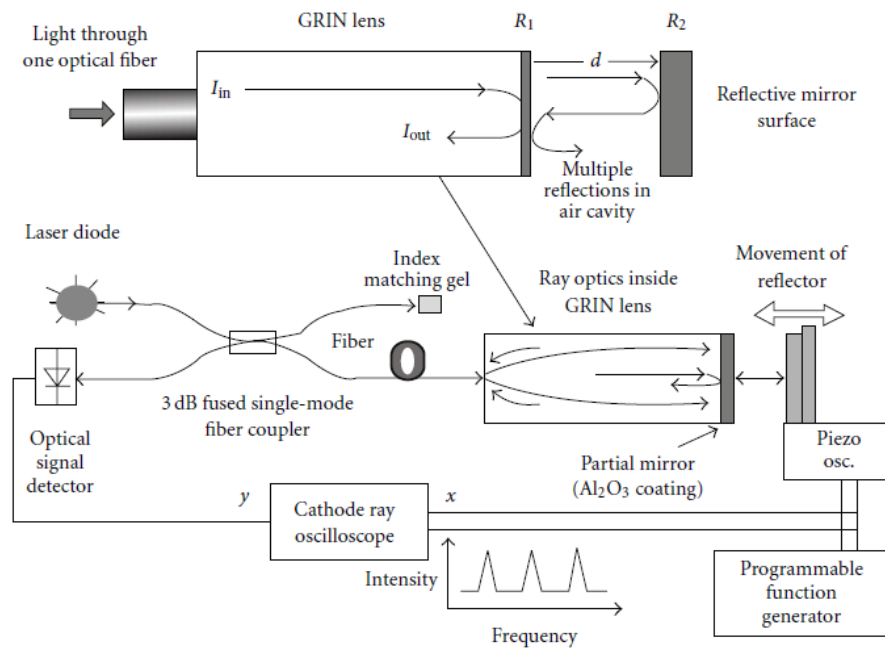 GRIN lens
R1
R2
Light through
one optical fiber
d
Iin
Iout
Reflective mirror
surface
Multiple
reflections in
air cavity
Laser diode
Index
matching gel
Ray optics inside
GRIN lens
Movement of
reflector
Fiber
3 dB fused single-mode
fiber coupler
Optical
signal
detector
Partial mirror
(Al2O3 coating)
Piezo
osc.
y
x
Cathode ray
oscilloscope
Intensity
Frequency
Programmable
function
generator